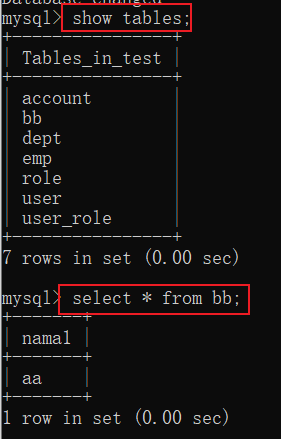 Database changed
mysql> show tables;
+----------------+
| Tables_in_test |
+----------------+
| account        |
| bb             |
| dept           |
| emp            |
| role           |
| user           |
| user_role      |
+----------------+
7 rows in set (0.00 sec)
mysql> select * from bb;
+-------+
| namal |
+-------+
| aa    |
+-------+
1 row in set (0.00 sec)